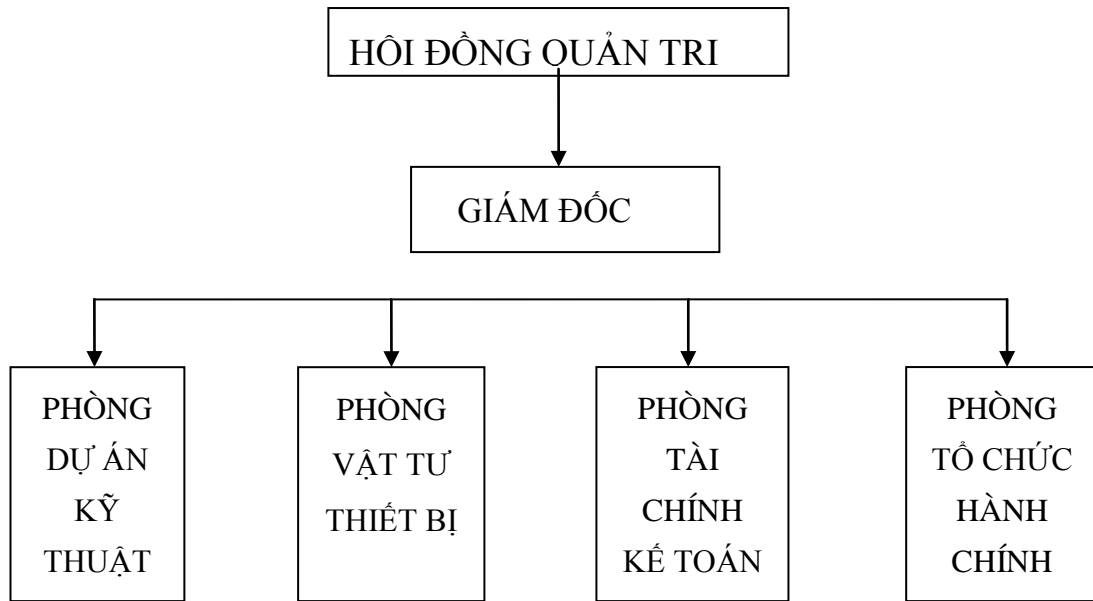 HÔI ĐỒNG QUẢN TRI
GIÁM ĐỐC
PHÒNG
DỰ ÁN
KỸ
THUẬT
PHÒNG
VẬT TƯ
THIẾT BỊ
PHÒNG
TÀI
CHÍNH
KẾ TOÁN
PHÒNG
TỔ CHỨC
HÀNH
CHÍNH